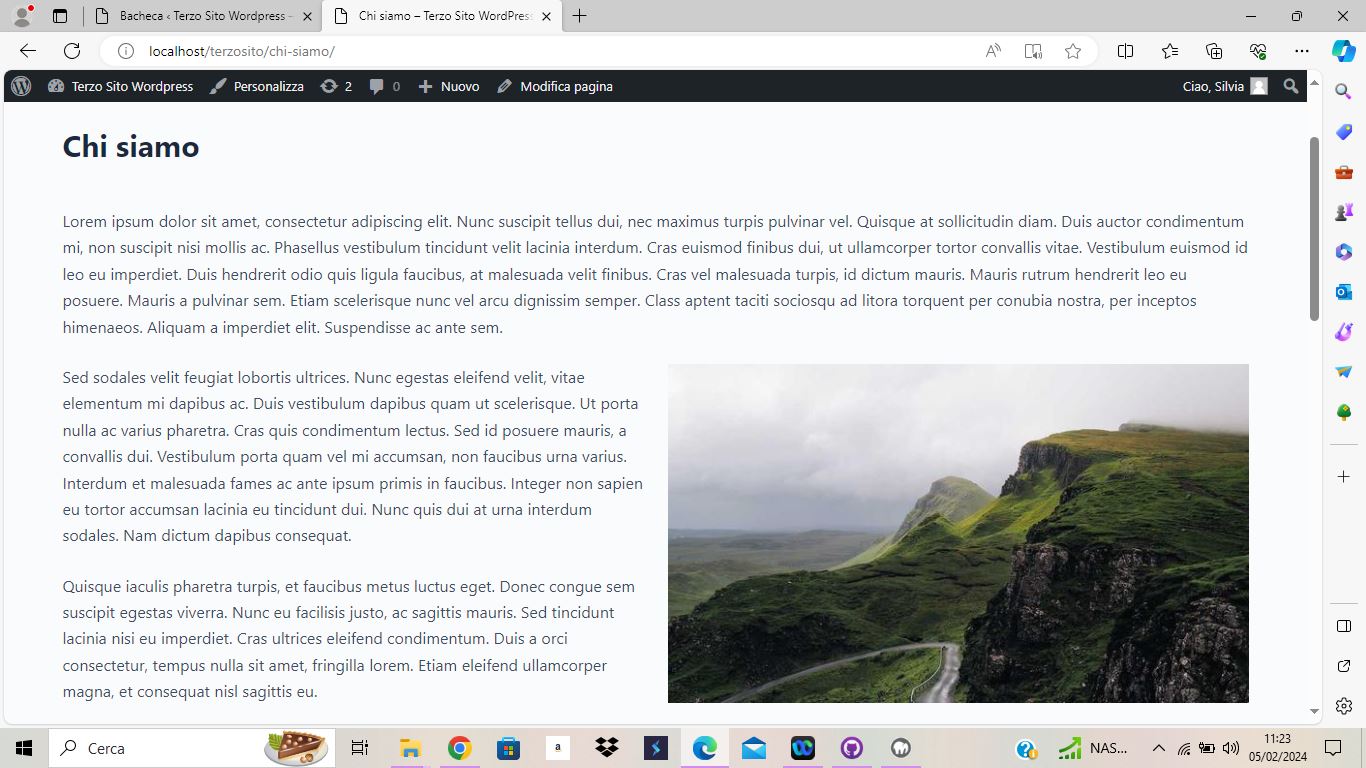 Bacheca ‹ Terzo Sito Wordpress –
Chi siamo – Terzo Sito WordPress
localhost/terzosito/chi-siamo/
Terzo Sito Wordpress
Personalizza
2
0
Nuovo
Modifica pagina
Ciao, Silvia
Chi siamo
Lorem ipsum dolor sit amet, consectetur adipiscing elit. Nunc suscipit tellus dui, nec maximus turpis pulvinar vel. Quisque at sollicitudin diam. Duis auctor condimentum
mi, non suscipit nisi mollis ac. Phasellus vestibulum tincidunt velit lacinia interdum. Cras euismod finibus dui, ut ullamcorper tortor convallis vitae. Vestibulum euismod id
leo eu imperdiet. Duis hendrerit odio quis ligula faucibus, at malesuada velit finibus. Cras vel malesuada turpis, id dictum mauris. Mauris rutrum hendrerit leo eu
posuere. Mauris a pulvinar sem. Etiam scelerisque nunc vel arcu dignissim semper. Class aptent taciti sociosqu ad litora torquent per conubia nostra, per inceptos
himenaeos. Aliquam a imperdiet elit. Suspendisse ac ante sem.
Sed sodales velit feugiat lobortis ultrices. Nunc egestas eleifend velit, vitae
elementum mi dapibus ac. Duis vestibulum dapibus quam ut scelerisque. Ut porta
nulla ac varius pharetra. Cras quis condimentum lectus. Sed id posuere mauris, a
convallis dui. Vestibulum porta quam vel mi accumsan, non faucibus urna varius.
Interdum et malesuada fames ac ante ipsum primis in faucibus. Integer non sapien
eu tortor accumsan lacinia eu tincidunt dui. Nunc quis dui at urna interdum
sodales. Nam dictum dapibus consequat.
Quisque iaculis pharetra turpis, et faucibus metus luctus eget. Donec congue sem
suscipit egestas viverra. Nunc eu facilisis justo, ac sagittis mauris. Sed tincidunt
lacinia nisi eu imperdiet. Cras ultrices eleifend condimentum. Duis a orci
consectetur, tempus nulla sit amet, fringilla lorem. Etiam eleifend ullamcorper
magna, et consequat nisl sagittis eu.
Cerca
a
NAS...
11:23
05/02/2024